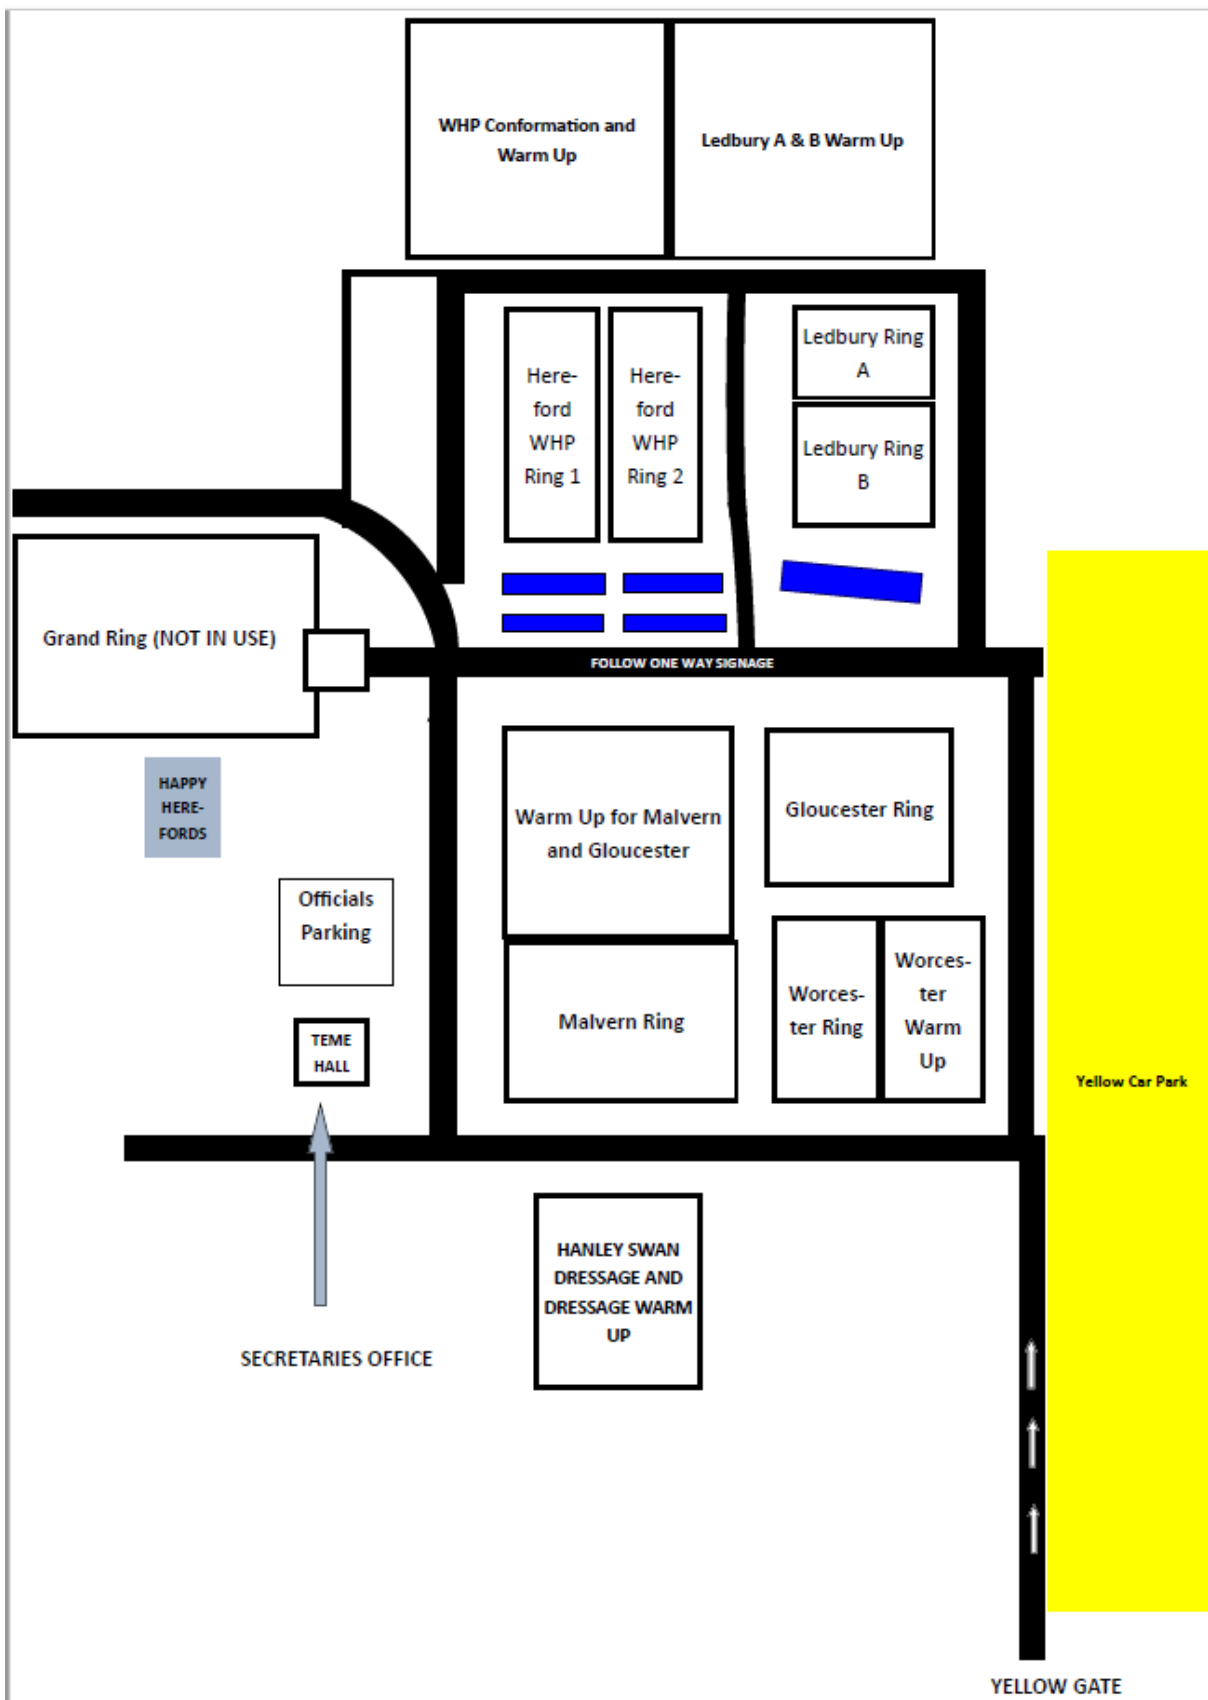 WHP Conformation and
Warm Up
Ledbury A & B Warm Up
Here-
ford
WHP
Ring 1
Here-
ford
WHP
Ring 2
Ledbury Ring
A
Ledbury Ring
B
Grand Ring (NOT IN USE)
FOLLOW ONE WAY SIGNAGE
HAPPY
HERE-
FORDS
Warm Up for Malvern
and Gloucester
Gloucester Ring
Officials
Parking
Malvern Ring
Worces-
ter Ring
Worces-
ter
Warm
Up
TEME
HALL
Yellow Car Park
HANLEY SWAN
DRESSAGE AND
DRESSAGE WARM
UP
SECRETARIES OFFICE
YELLOW GATE